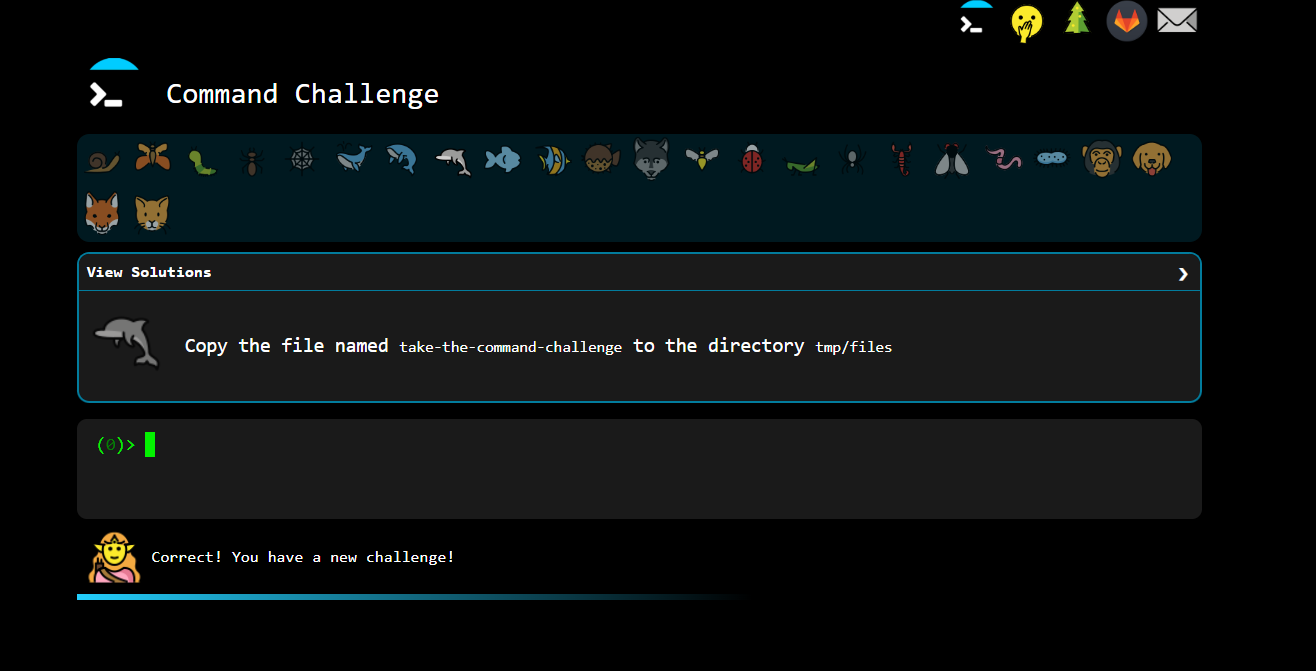 Command Challenge
View Solutions
Copy the file named take-the-command-challenge to the directory tmp/files
(0)>
Correct! You have a new challenge!